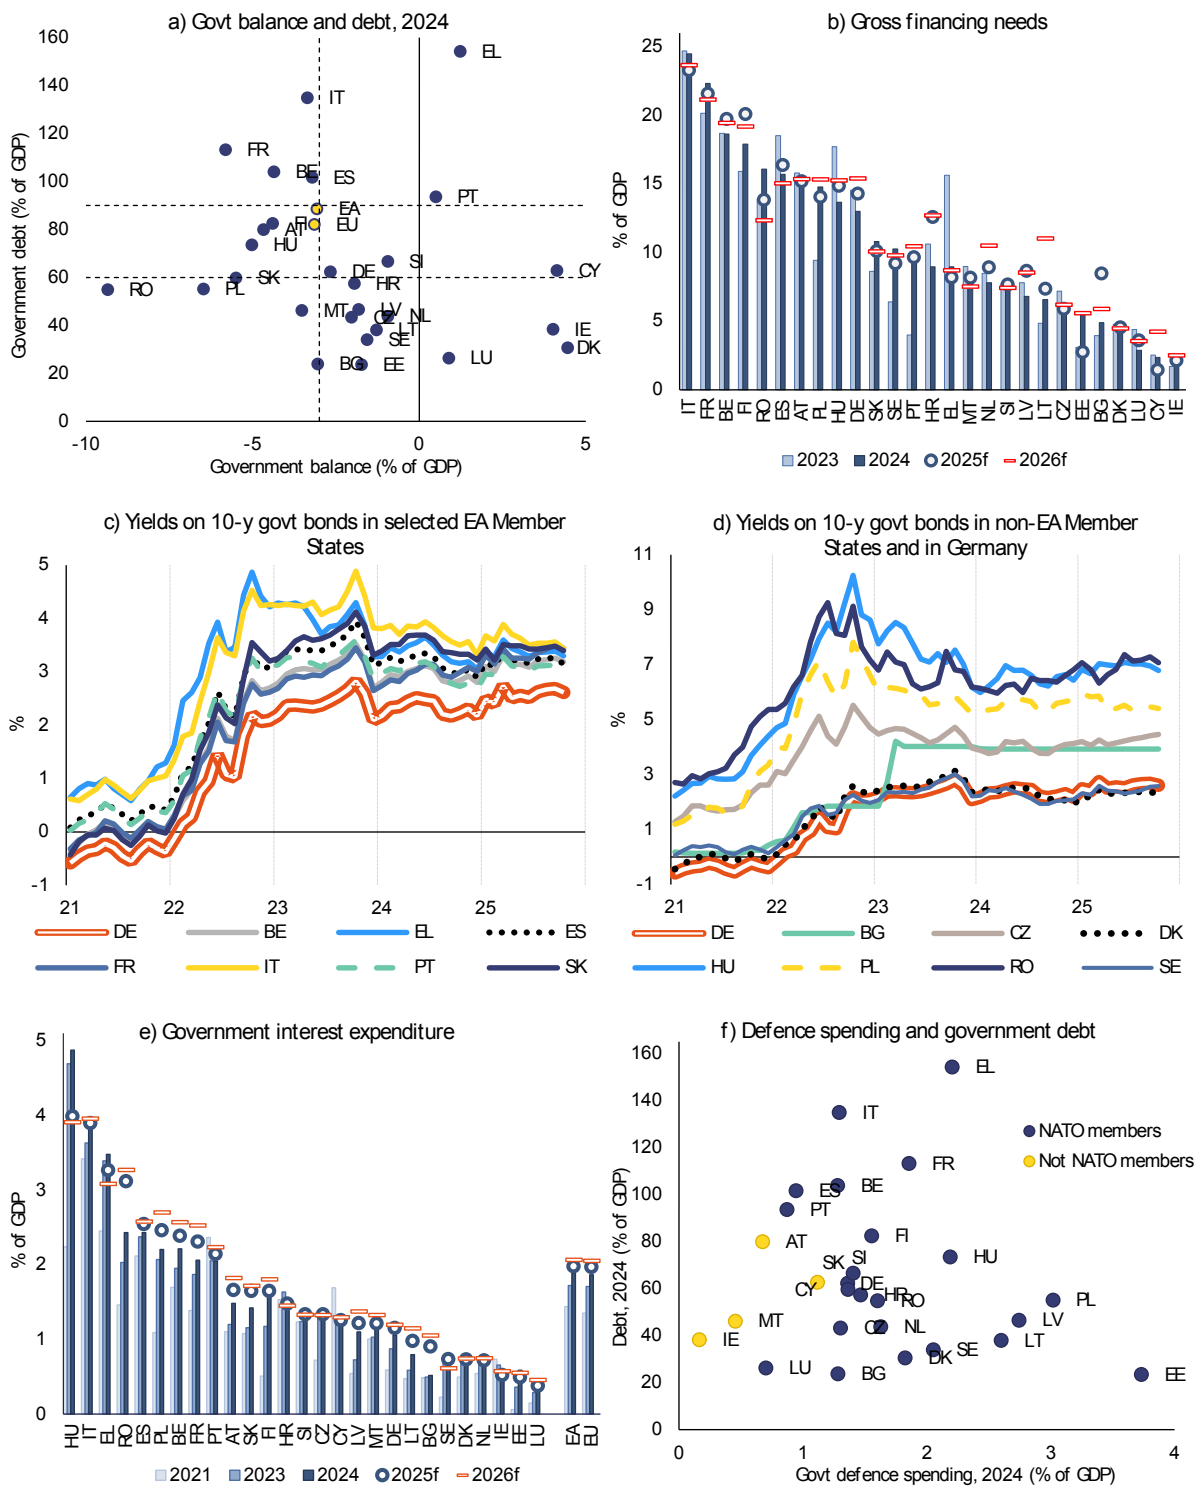 a) Govt balance and debt, 2024
Government debt (% of GDP)
160
140
120
100
80
60
40
20
0
-10
-5
0
5
Government balance (% of GDP)
EL
IT
FR
BE
ES
PT
EA
FI
AT
EU
HU
SI
SK
DE
CY
RO
PL
HR
MT
LV
CZ
NL
LT
IE
SE
DK
BG
EE
LU
b) Gross financing needs
% of GDP
25
20
15
10
5
0
IT FR BE FI RO ES AT PL HU DE SK SE PT HR EL MT NL SI LV LT CZ EE BG DK LU CY IE
2023 2024 2025f 2026f
c) Yields on 10-y govt bonds in selected EA Member
States
%
5
4
3
2
1
0
-1
21 22 23 24 25
DE BE EL ES
FR IT PT SK
d) Yields on 10-y govt bonds in non-EA Member
States and in Germany
%
11
9
7
5
3
1
-1
21 22 23 24 25
DE BG CZ DK
HU PL RO SE
e) Government interest expenditure
% of GDP
5
4
3
2
1
0
HU IT EL RO ES PL BE FR PT AT SK FI HR SI CZ CY LV MT DE LT BG SE DK NL IE EE LU EA EU
2021 2023 2024 2025f 2026f
f) Defence spending and government debt
Debt, 2024 (% of GDP)
160
140
120
100
80
60
40
20
0
0 1 2 3 4
Govt defence spending, 2024 (% of GDP)
NATO members
Not NATO members
EL
IT
FR
BE
ES
PT
FI
AT
HU
SK
SI
DE
CY
HR
RO
PL
MT
LV
CZ
NL
IE
LT
SE
DK
LU
BG
EE